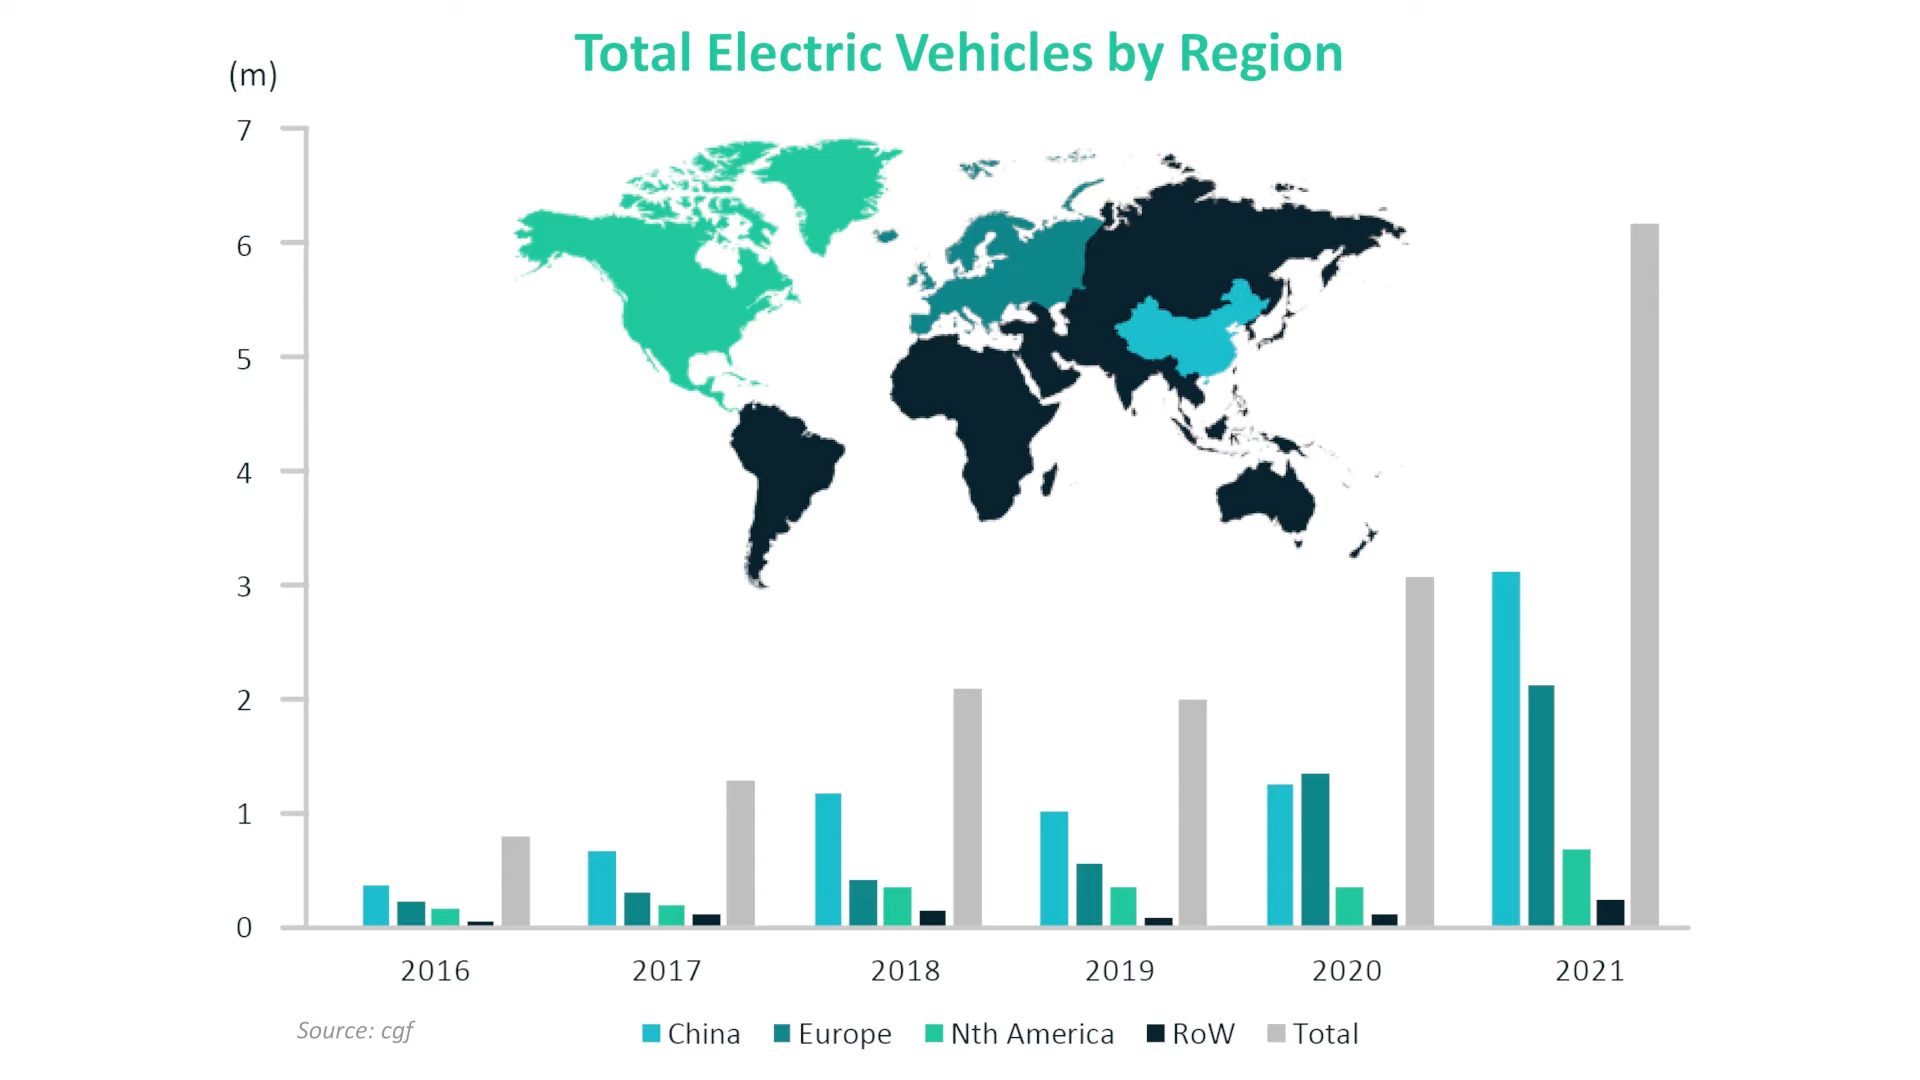 Total Electric Vehicles by Region
(m)
7
6
5
4
3
2
1
0
2016 2017 2018 2019 2020 2021
Source: cgf
China Europe Nth America RoW Total